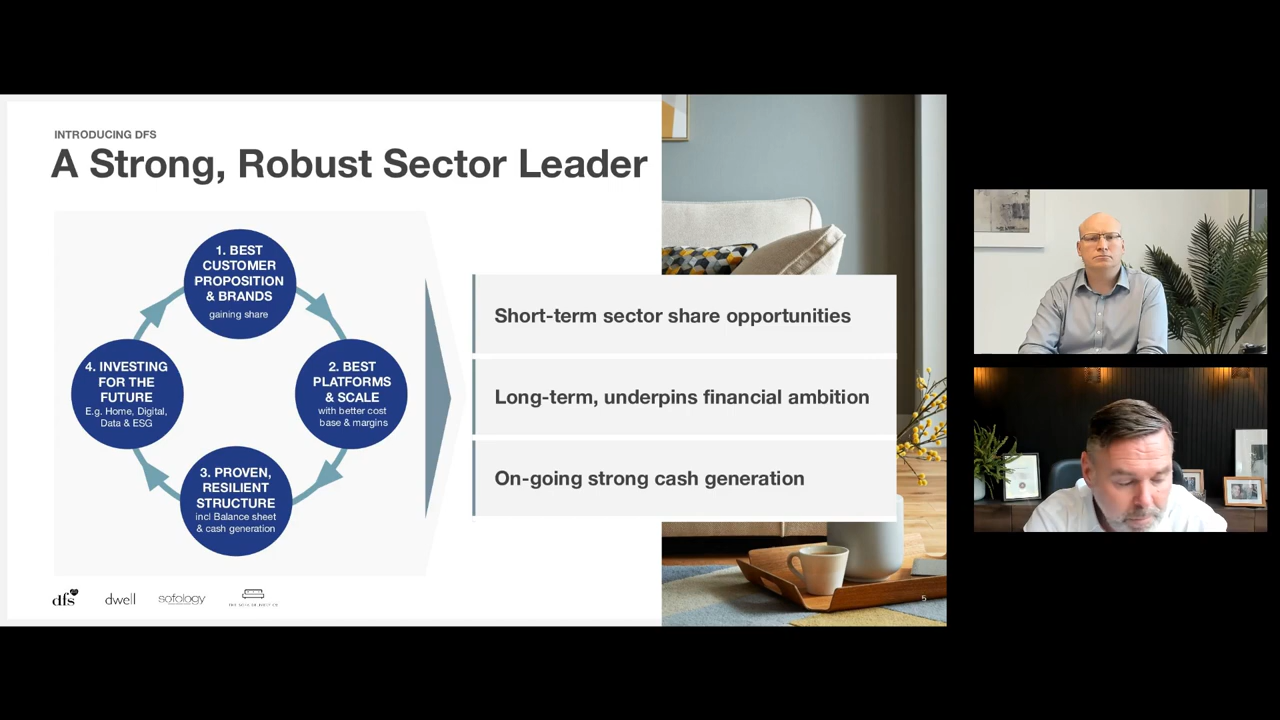 INTRODUCING DFS
A Strong, Robust Sector Leader
1. BEST
CUSTOMER
PROPOSITION
& BRANDS
gaining share
2. BEST
PLATFORMS
& SCALE
with better cost
base & margins
3. PROVEN,
RESILIENT
STRUCTURE
incl Balance sheet
& cash generation
4. INVESTING
FOR THE
FUTURE
E.g. Home, Digital,
Data & ESG
Short-term sector share opportunities
Long-term, underpins financial ambition
On-going strong cash generation
dfs
dwell
sofology
5